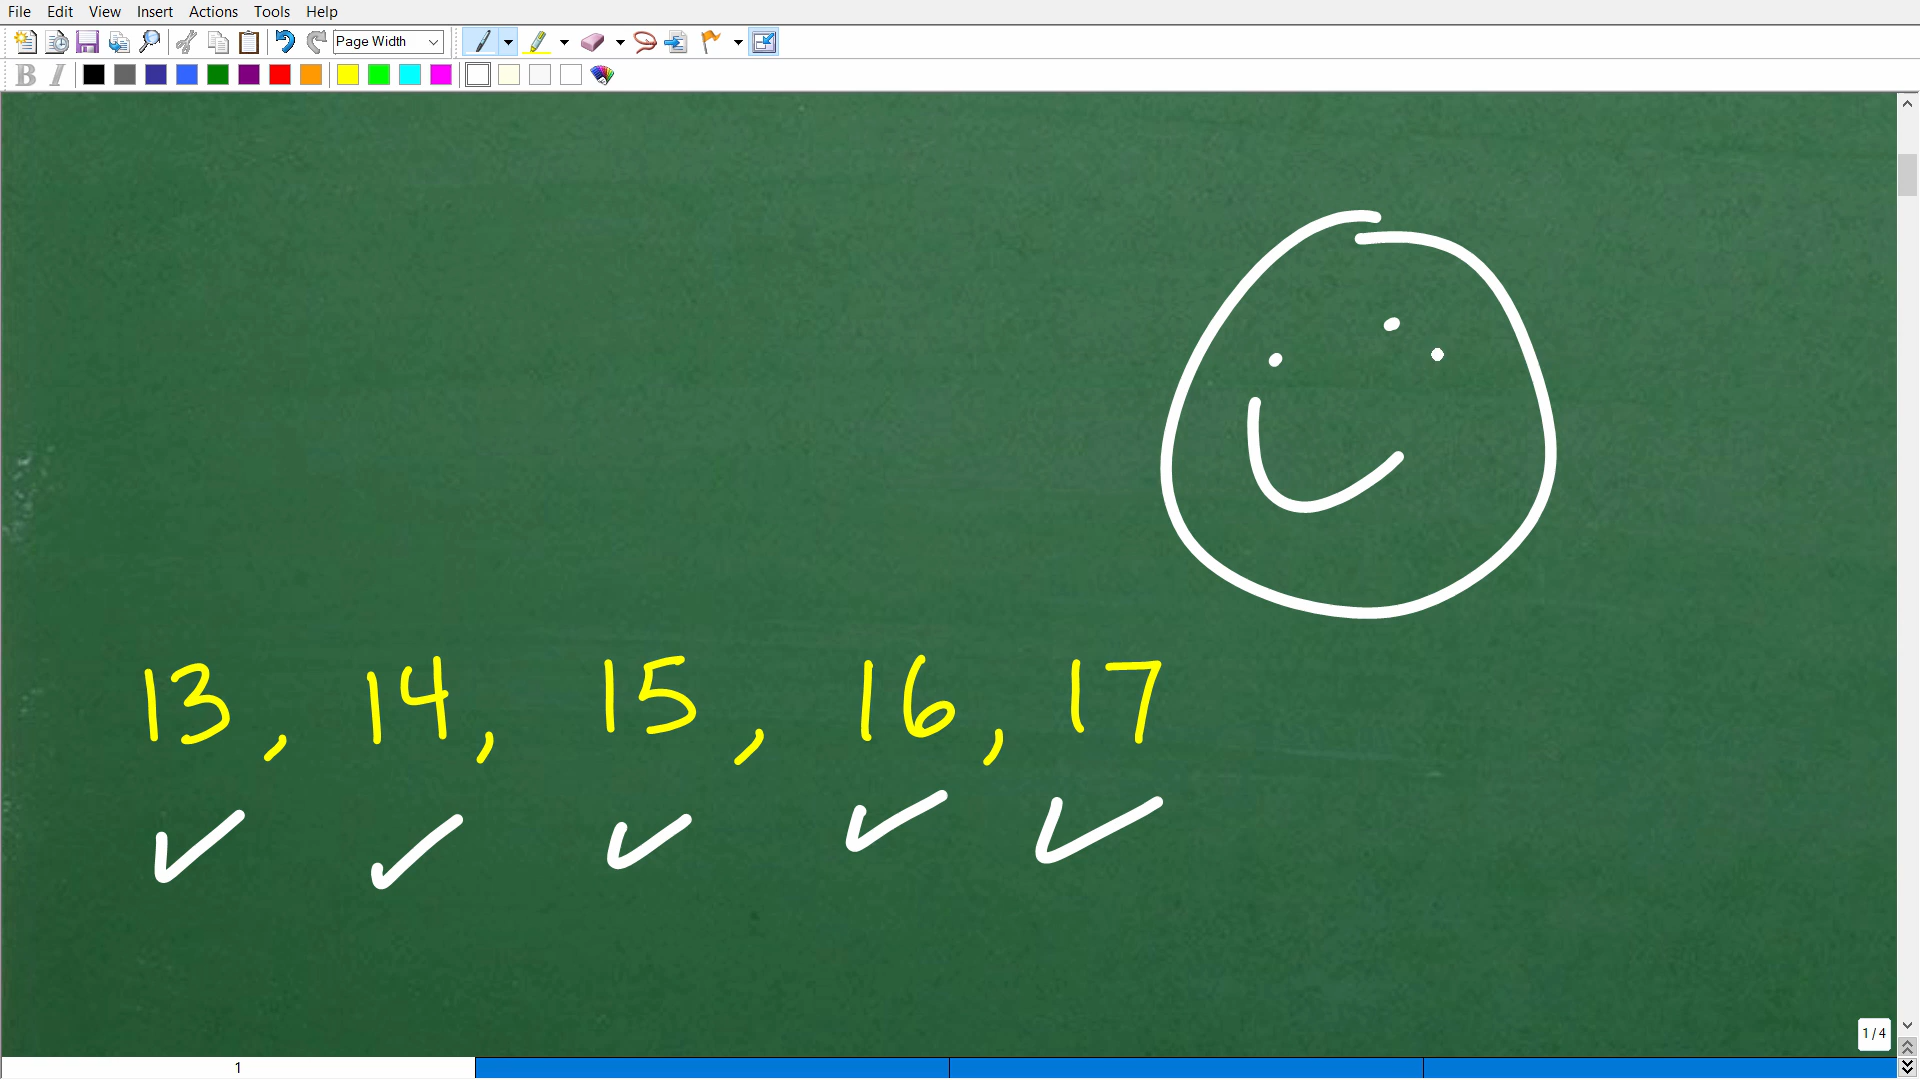 File Edit View Insert Actions Tools Help
Page Width
B I
13, 14, 15, 16, 17
1 / 4
1